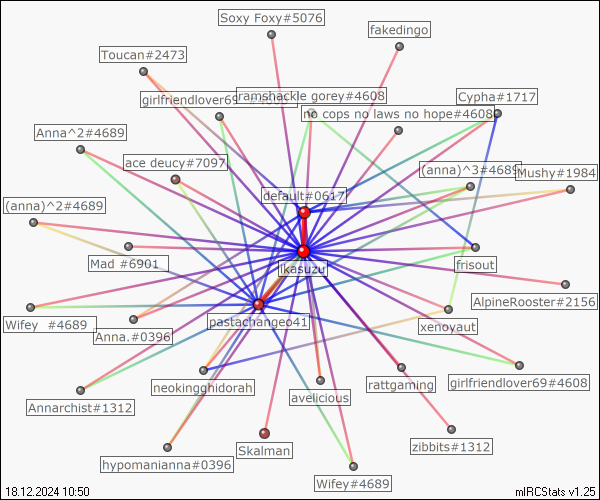 Soxy Foxy#5076
fakedingo
Toucan#2473
ramshackle gorey#4608
girlfriendlover69
Cypha#1717
no cops no laws no hope#4608
Anna^2#4689
ace deucy#7097
(anna)^3#4689
Mushy#1984
default#0617
(anna)^2#4689
Mad #6901
ikasuzu
frisout
AlpineRooster#2156
Wifey _#4689
Anna.#0396
pastachangeo41
xenoyaut
neokingghidorah
rattgaming
girlfriendlover69#4608
avelicious
Annarchist#1312
Skalman
zibbits#1312
hypomanianna#0396
Wifey#4689
18.12.2024 10:50
mIRCStats v1.25